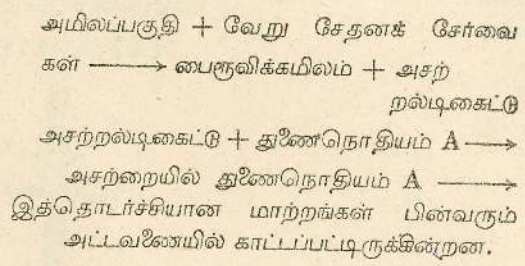 அமிலப்பகுதி + வேறு சேதனச் சேர்வை
கள் ⟶ பைரூவிக்கமிலம் + அசற்
றல்டிகைட்டு
அசற்றல்டிகைட்டு + துணைநொதியம் A ⟶
அசற்றையில் துணைநொதியம் A ⟶
இத்தொடர்ச்சியான மாற்றங்கள் பின்வரும்
அட்டவணையில் காட்டப்பட்டிருக்கின்றன.